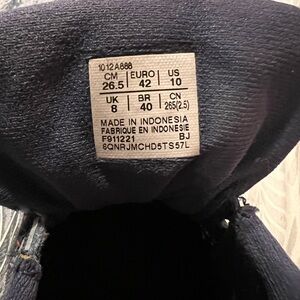 1012A888
CM EURO US
26.5 42 10
UK BR CN
8 40 265(2.5)
MADE IN INDONESIA
FABRIQUE EN INDONESIE
F911221 BJ
6QNRJMCHD5TS57L